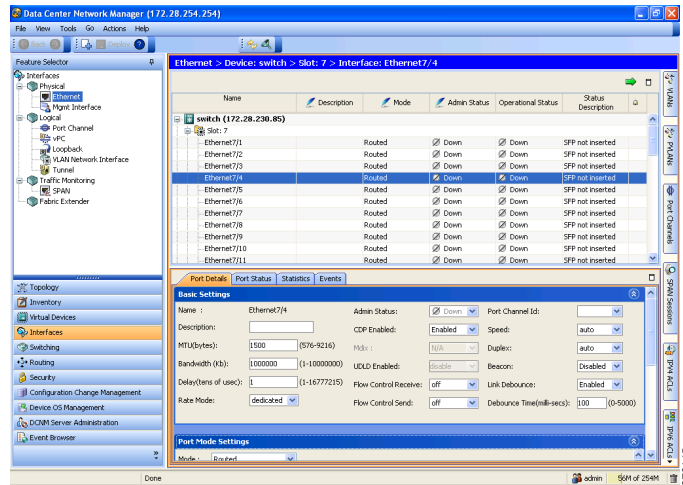 Data Center Network Manager (172.28.254.254)
File View Tools Go Actions Help
Back Deploy
Feature Selector
Ethernet > Device: switch > Slot: 7 > Interface: Ethernet7/4
Interfaces
Physical
Ethernet
Mgmt Interface
Logical
Port Channel
vPC
Loopback
VLAN Network Interface
Tunnel
Traffic Monitoring
SPAN
Fabric Extender
Name Description Mode Admin Status Operational Status Status Description
switch (172.28.230.85)
Slot: 7
Ethernet7/1 Routed Down Down SFP not inserted
Ethernet7/2 Routed Down Down SFP not inserted
Ethernet7/3 Routed Down Down SFP not inserted
Ethernet7/4 Routed Down Down SFP not inserted
Ethernet7/5 Routed Down Down SFP not inserted
Ethernet7/6 Routed Down Down SFP not inserted
Ethernet7/7 Routed Down Down SFP not inserted
Ethernet7/8 Routed Down Down SFP not inserted
Ethernet7/9 Routed Down Down SFP not inserted
Ethernet7/10 Routed Down Down SFP not inserted
Ethernet7/11 Routed Down Down SFP not inserted
VLANs
PVLANs
Port Channels
SPAN Sessions
IPV4 ACLs
IPV6 ACLs
Topology
Inventory
Virtual Devices
Interfaces
Switching
Routing
Security
Configuration Change Management
Device OS Management
DCNM Server Administration
Event Browser
Port Details Port Status Statistics Events
Basic Settings
Name : Ethernet7/4 Admin Status: Down Port Channel Id:
Description: CDP Enabled: Enabled Speed: auto
MTU(bytes): 1500 (576-9216) Mdix : N/A Duplex: auto
Bandwidth (Kb): 1000000 (1-10000000) UDLD Enabled: disable Beacon: Disabled
Delay(tens of usec): 1 (1-16777215) Flow Control Receive: off Link Debounce: Enabled
Rate Mode: dedicated Flow Control Send: off Debounce Time(milli-secs): 100 (0-5000)
Port Mode Settings
Mode : Routed
Done admin 56M of 254M